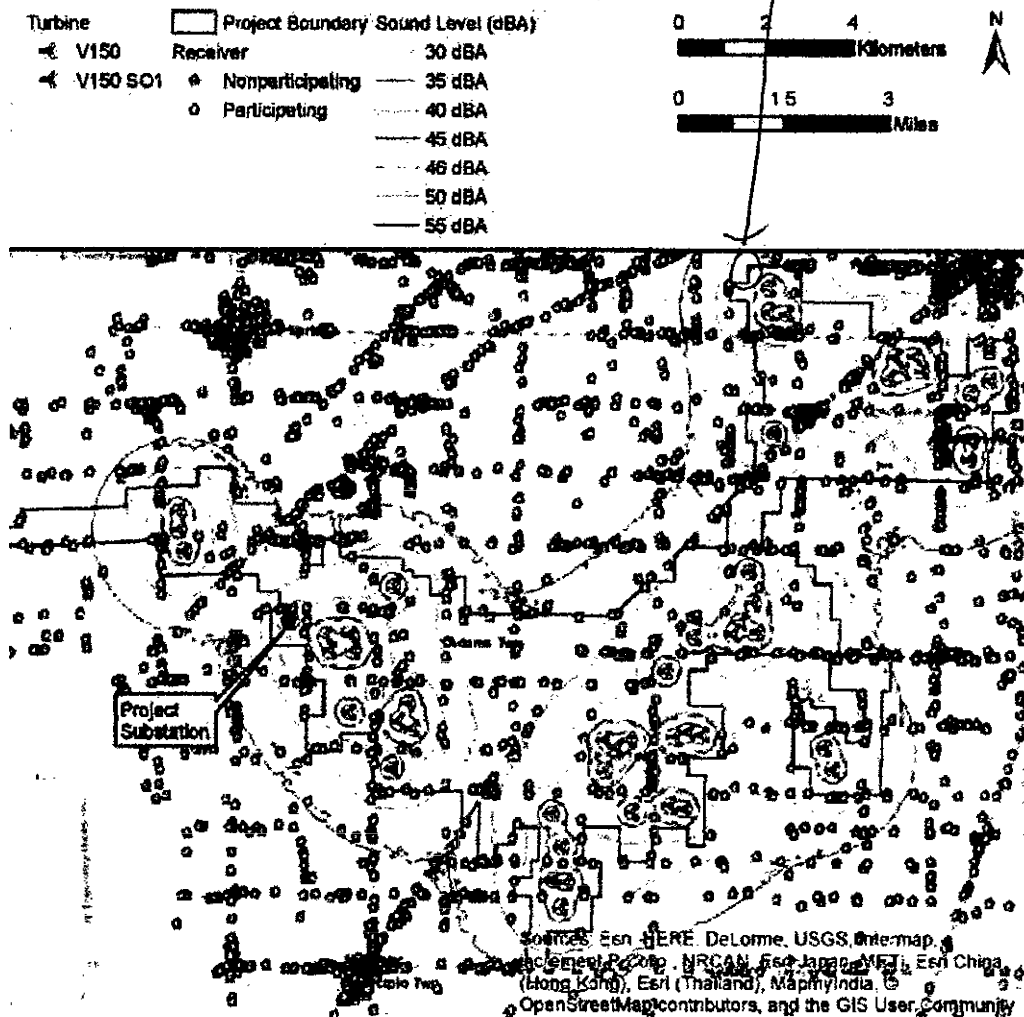 Turbine
V150
V150 SO1
Project Boundary
Receiver
Nonparticipating
Participating
Sound Level (dBA)
30 dBA
35 dBA
40 dBA
45 dBA
46 dBA
50 dBA
55 dBA
0 2 4
Kilometers
0 1 5 3
Miles
N
Project
Substation
Sources: Esri, HERE, DeLorme, USGS, Intermap,
NRCAN, Esri Japan, METI, Esri China
(Hong Kong), Esri (Thailand), MapmyIndia, ©
OpenStreetMap contributors, and the GIS User Community